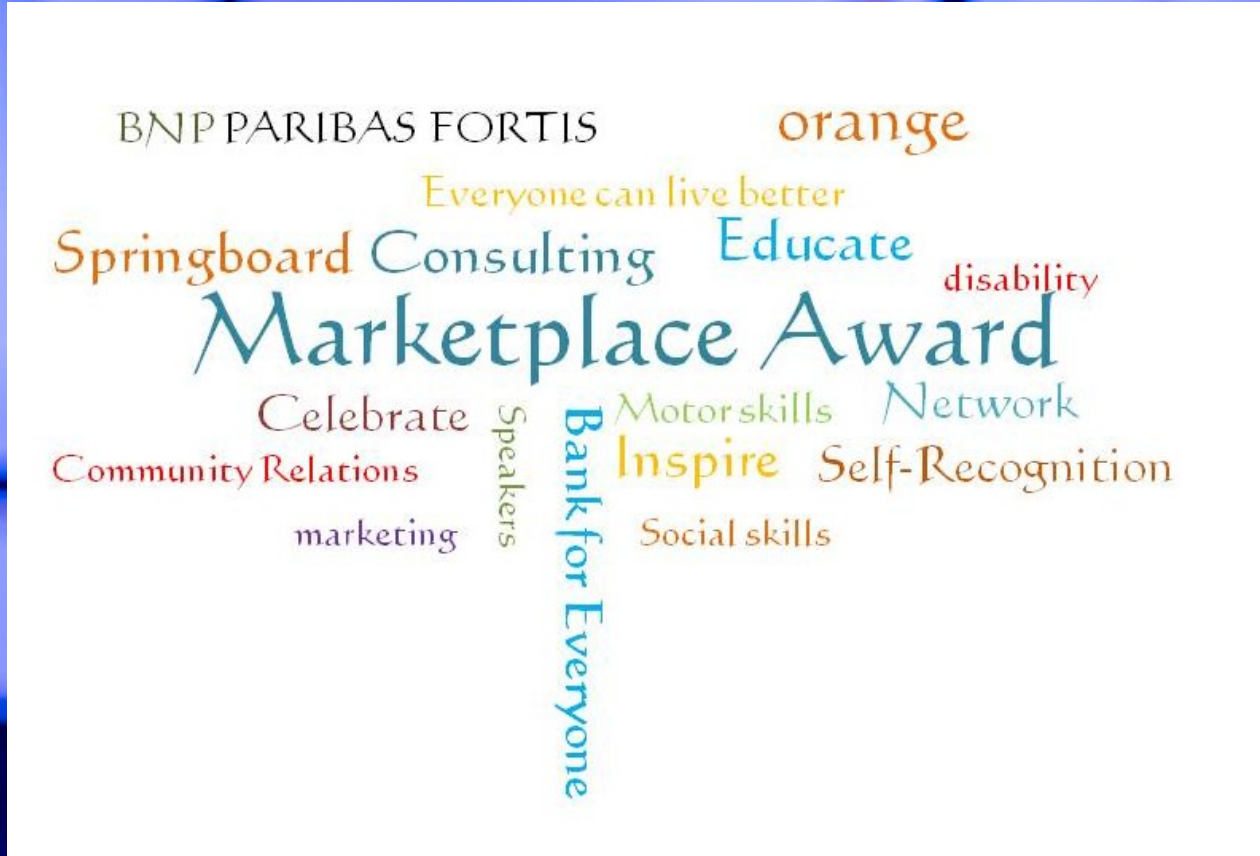 BNP PARIBAS FORTIS
orange
Everyone can live better
Springboard Consulting
Educate
disability
Marketplace Award
Celebrate
Speakers
Bank for Everyone
Motor skills
Network
Community Relations
Inspire
Self-Recognition
marketing
Social skills